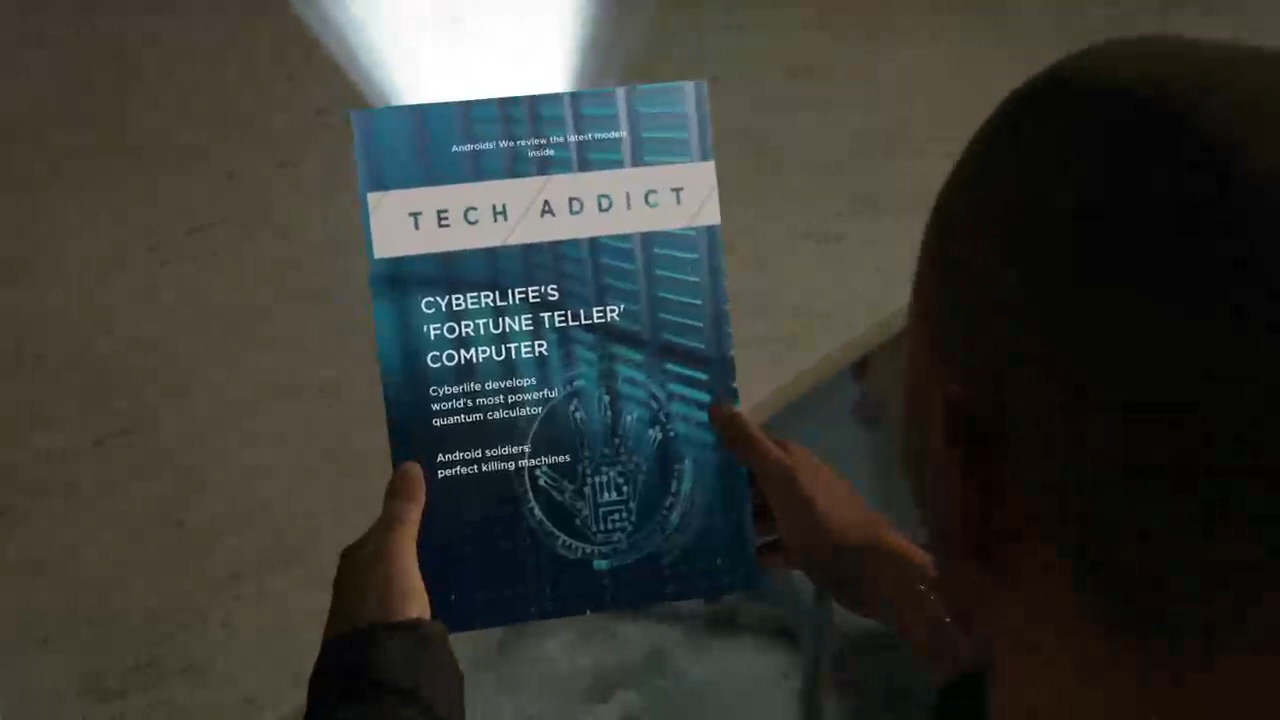 Androids! We review the latest models
inside
TECH ADDICT
CYBERLIFE'S
'FORTUNE TELLER'
COMPUTER
Cyberlife develops
world's most powerful
quantum calculator
Android soldiers:
perfect killing machines